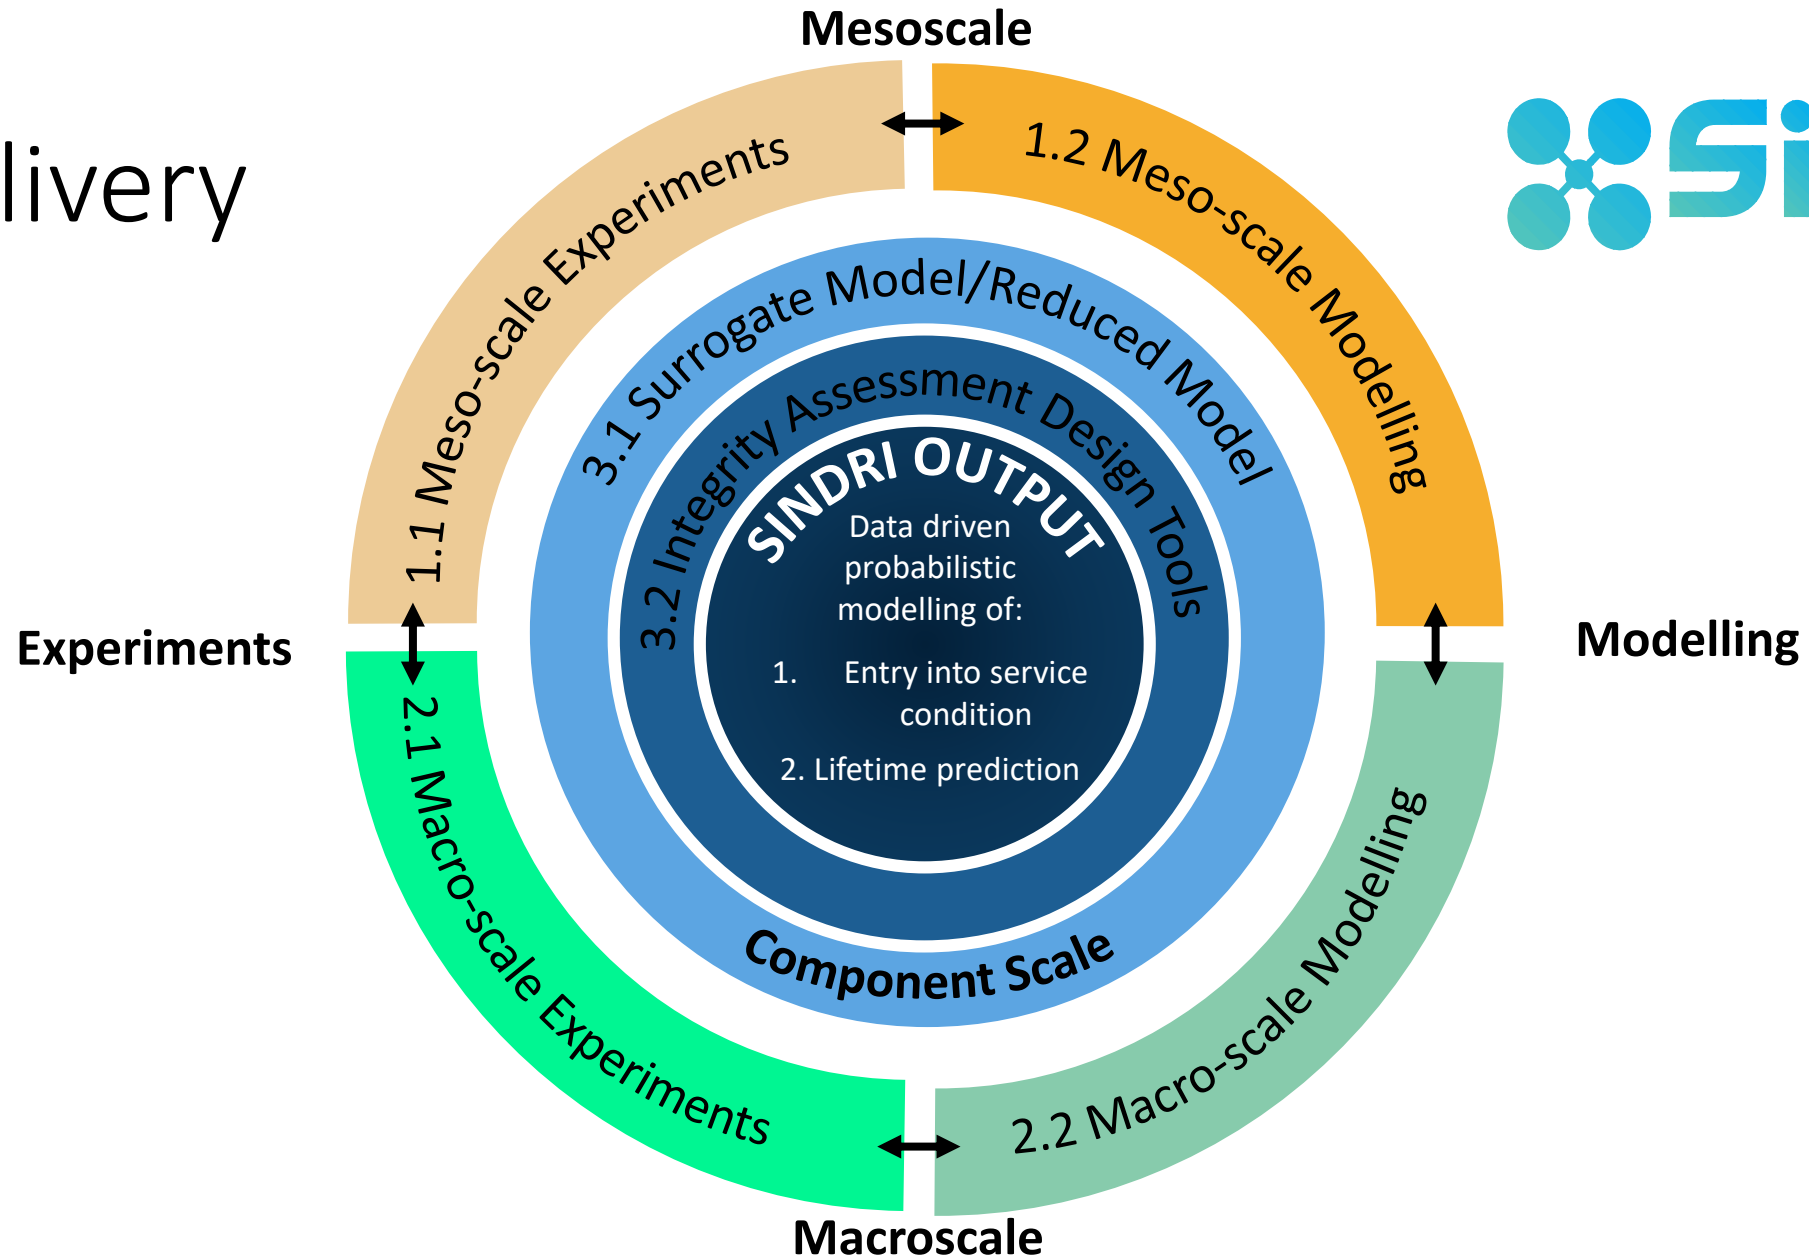 Mesoscale
livery
Si
1.1 Meso-scale Experiments
1.2 Meso-scale Modelling
3.1 Surrogate Model/Reduced Model
3.2 Integrity Assessment Design Tools
SINDRI OUTPUT
Data driven
probabilistic
modelling of:
1. Entry into service
condition
2. Lifetime prediction
Experiments
Modelling
Component Scale
2.1 Macro-scale Experiments
2.2 Macro-scale Modelling
Macroscale